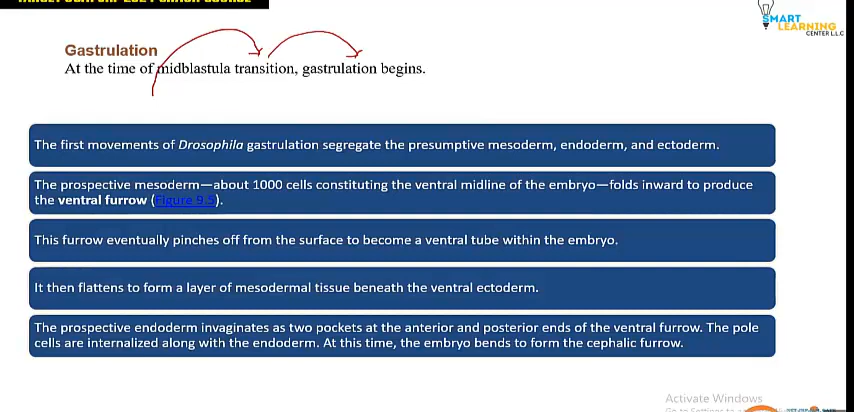 SMART
LEARNING
CENTER L.L.C
Gastrulation
At the time of midblastula transition, gastrulation begins.
The first movements of Drosophila gastrulation segregate the presumptive mesoderm, endoderm, and ectoderm.
The prospective mesoderm—about 1000 cells constituting the ventral midline of the embryo—folds inward to produce
the ventral furrow (Figure 9.5).
This furrow eventually pinches off from the surface to become a ventral tube within the embryo.
It then flattens to form a layer of mesodermal tissue beneath the ventral ectoderm.
The prospective endoderm invaginates as two pockets at the anterior and posterior ends of the ventral furrow. The pole
cells are internalized along with the endoderm. At this time, the embryo bends to form the cephalic furrow.
Activate Windows